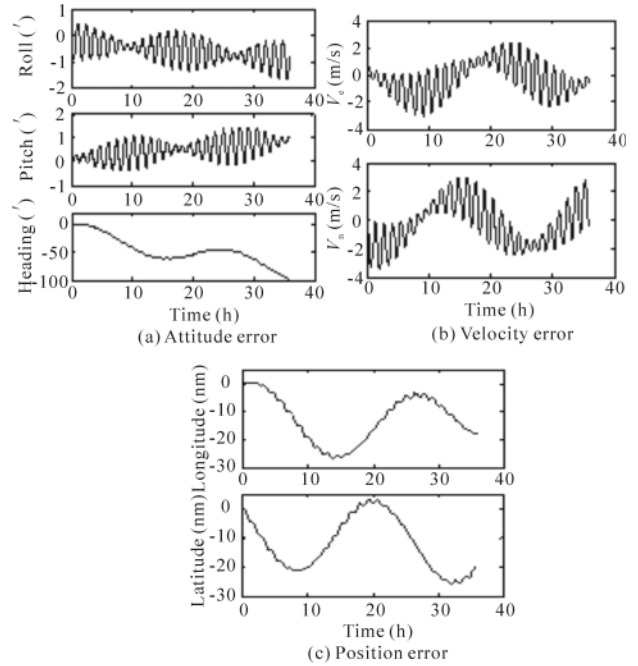 Roll (′)
1
0
-1
-2
0 10 20 30 40
Pitch (′)
2
1
0
-1
0 10 20 30 40
Heading (′)
0
-50
-100
0 10 20 30 40
Time (h)
(a) Attitude error
Ve (m/s)
4
2
0
-2
-4
0 10 20 30 40
Vn (m/s)
4
2
0
-2
-4
0 10 20 30 40
Time (h)
(b) Velocity error
Longitude (nm)
0
-10
-20
-30
0 10 20 30 40
Latitude (nm)
0
-10
-20
-30
0 10 20 30 40
Time (h)
(c) Position error